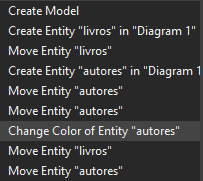 Create Model
Create Entity "livros" in "Diagram 1"
Move Entity "livros"
Create Entity "autores" in "Diagram 1
Move Entity "autores"
Move Entity "autores"
Change Color of Entity "autores"
Move Entity "livros"
Move Entity "autores"